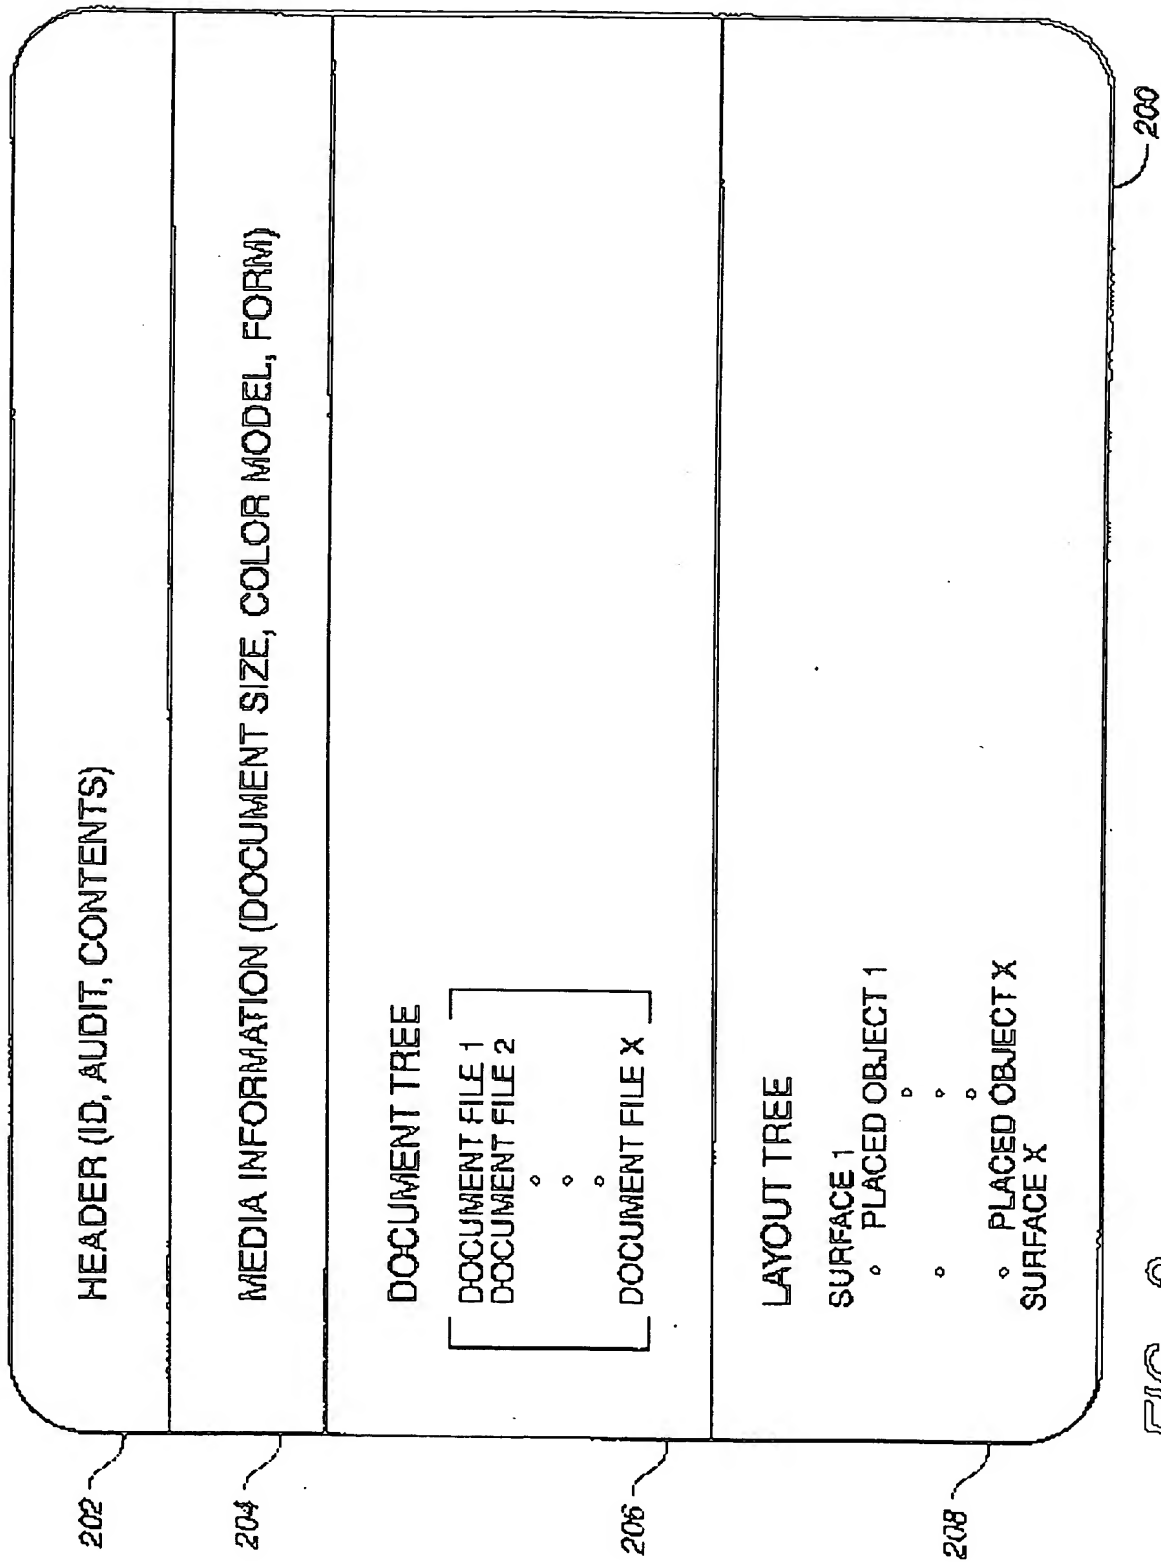 202
HEADER (ID, AUDIT, CONTENTS)
204
MEDIA INFORMATION (DOCUMENT SIZE, COLOR MODEL, FORM)
DOCUMENT TREE
DOCUMENT FILE 1
DOCUMENT FILE 2
DOCUMENT FILE X
206
LAYOUT TREE
SURFACE 1
PLACED OBJECT 1
PLACED OBJECT X
SURFACE X
208
200